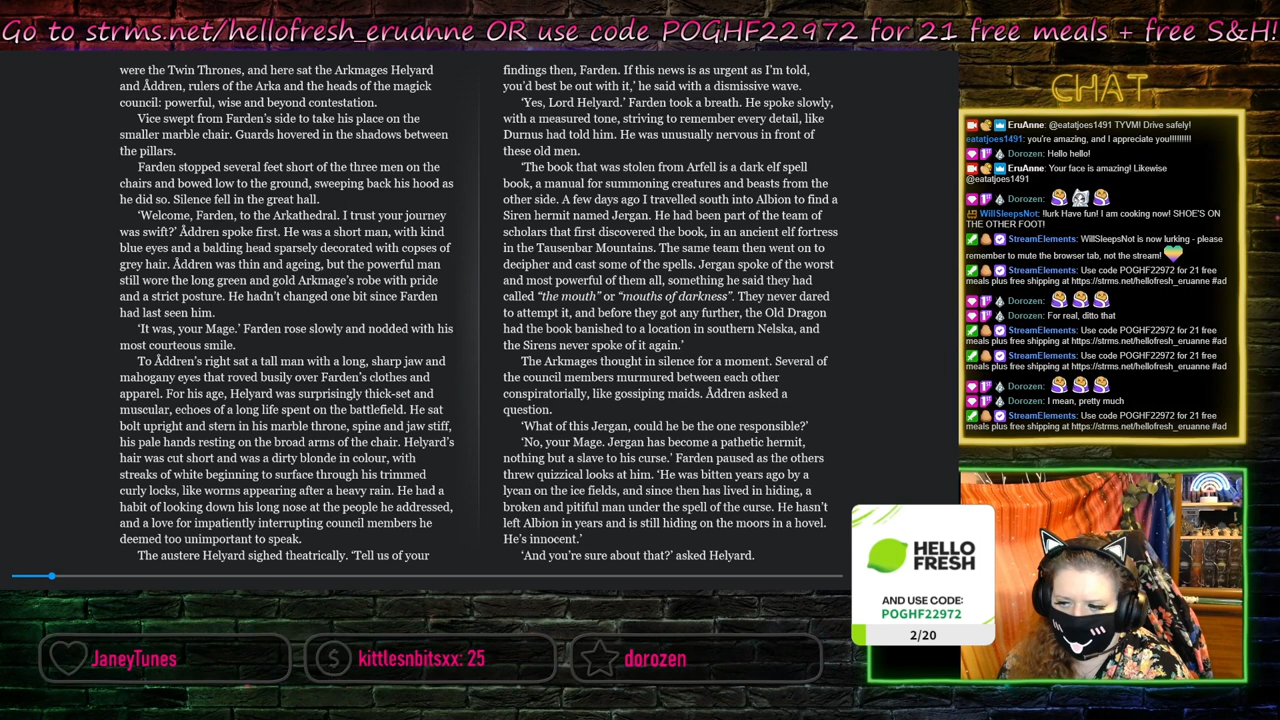 Go to strms.net/hellofresh_eruanne OR use code POGHF22972 for 21 free meals + free S&H!
were the Twin Thrones, and here sat the Arkmages Helyard
and Åddren, rulers of the Arka and the heads of the magick
council: powerful, wise and beyond contestation.
Vice swept from Farden's side to take his place on the
smaller marble chair. Guards hovered in the shadows between
the pillars.
Farden stopped several feet shy of the three men on the
chairs and bowed low to the ground, sweeping back his hood as
he did so. Silence fell in the great hall.
'Welcome, Farden, to the Arkathedral. I trust your journey
was swift?' Åddren spoke first. He was a short man, with kind
blue eyes and a balding head sparsely decorated with copses of
grey hair. Åddren was thin and ageing, but the powerful man
still wore the long green and gold Arkmage's robe with pride
and a strict posture. He hadn't changed one bit since Farden
had last seen him.
'It was, your Mage.' Farden rose slowly and nodded with his
most courteous smile.
To Åddren's right sat a tall man with a long, sharp jaw and
mahogany eyes that roved busily over Farden's clothes and
apparel. For his age, Helyard was surprisingly thick-set and
muscular, echoes of a long life spent on the battlefield. He sat
bolt upright and stern in his marble throne, spine and jaw stiff,
his pale hands resting on the broad arms of the chair. Helyard's
hair was cut short and was a dirty blonde in colour, with
streaks of white beginning to surface through his trimmed
curly locks, like worms appearing after a heavy rain. He had a
habit of looking down his long nose at the people he addressed,
and a love for impatiently interrupting council members he
deemed too unimportant to speak.
The austere Helyard sighed theatrically. 'Tell us of your
findings then, Farden. If this news is as urgent as I'm told,
you'd best be out with it,' he said with a dismissive wave.
'Yes, Lord Helyard.' Farden took a breath. He spoke slowly,
with a measured tone, striving to remember every detail, like
Durnus had told him. He was unusually nervous in front of
these old men.
'The book that was stolen from Arfell is a dark elf spell
book, a manual for summoning creatures and beasts from the
other side. A few days ago I travelled south into Albion to find a
Siren hermit named Jergan. He had been part of the team of
scholars that first discovered the book, in an ancient elf fortress
in the Tausenbar Mountains. The same team then went on to
decipher and cast some of the spells. Jergan spoke of the worst
and most powerful of them all, something he said they had
called "the mouth" or "mouths of darkness". They never dared
to attempt it, and before they got any further, the Old Dragon
had the book banished to a location in southern Nelska, and
the Sirens never spoke of it again.'
The Arkmages thought in silence for a moment. Several of
the council members murmured between each other
conspiratorially, like gossiping maids. Åddren asked a
question.
'What of this Jergan, could he be the one responsible?'
'No, your Mage. Jergan has become a pathetic hermit,
nothing but a slave to his curse.' Farden paused as the others
threw quizzical looks at him. 'He was bitten years ago by a
lycan on the ice fields, and since then has lived in hiding, a
broken and pitiful man under the spell of the curse. He hasn't
left Albion in years and is still hiding on the moors in a hovel.
He's innocent.'
'And you're sure about that?' asked Helyard.
CHAT
EruAnne: @eatatjoes1491 TYVM! Drive safely!
eatatjoes1491: you're amazing, and I appreciate you!!!!!!!!!
Dorozen: Hello hello!
EruAnne: Your face is amazing! Likewise
@eatatjoes1491
Dorozen:
WillSleepsNot: !lurk Have fun! I am cooking now! SHOE'S ON
THE OTHER FOOT!
StreamElements: WillSleepsNot is now lurking - please
remember to mute the browser tab, not the stream!
StreamElements: Use code POGHF22972 for 21 free
meals plus free shipping at https://strms.net/hellofresh_eruanne #ad
Dorozen:
Dorozen: For real, ditto that
StreamElements: Use code POGHF22972 for 21 free
meals plus free shipping at https://strms.net/hellofresh_eruanne #ad
StreamElements: Use code POGHF22972 for 21 free
meals plus free shipping at https://strms.net/hellofresh_eruanne #ad
Dorozen:
Dorozen: I mean, pretty much
StreamElements: Use code POGHF22972 for 21 free
meals plus free shipping at https://strms.net/hellofresh_eruanne #ad
HELLO
FRESH
AND USE CODE:
POGHF22972
2/20
JaneyTunes
kittlesnbitsxx: 25
dorozen